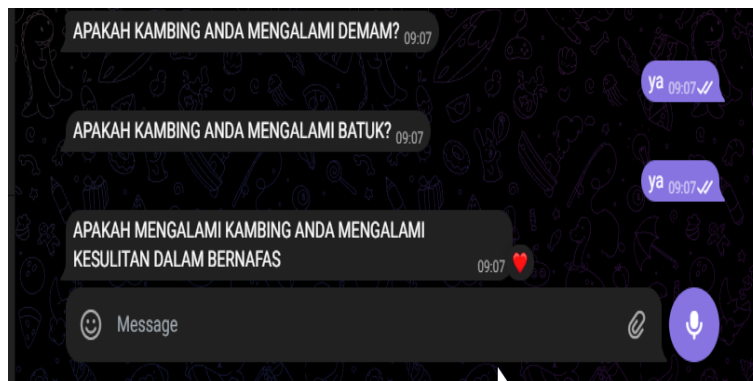 APAKAH KAMBING ANDA MENGALAMI DEMAM? 09:07
ya 09:07
APAKAH KAMBING ANDA MENGALAMI BATUK? 09:07
ya 09:07
APAKAH MENGALAMI KAMBING ANDA MENGALAMI
KESULITAN DALAM BERNAFAS 09:07
Message